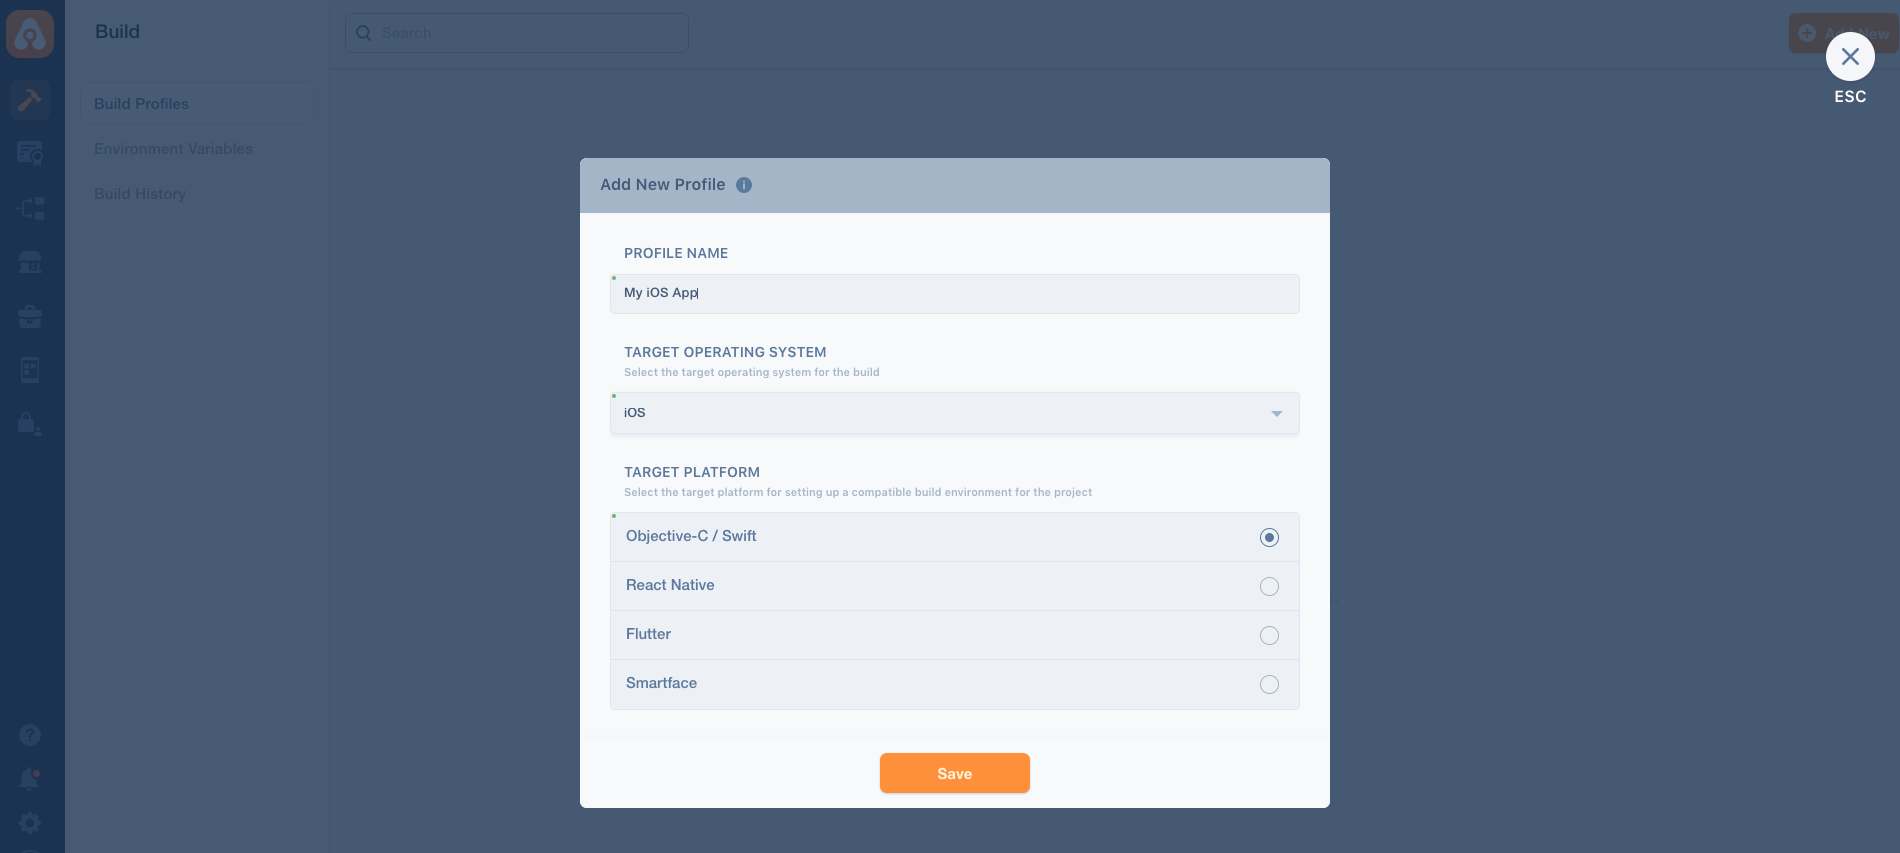 Build
Search
Add New
ESC
Build Profiles
Environment Variables
Build History
Add New Profile
PROFILE NAME
My iOS App
TARGET OPERATING SYSTEM
Select the target operating system for the build
iOS
TARGET PLATFORM
Select the target platform for setting up a compatible build environment for the project
Objective-C / Swift
React Native
Flutter
Smartface
Save